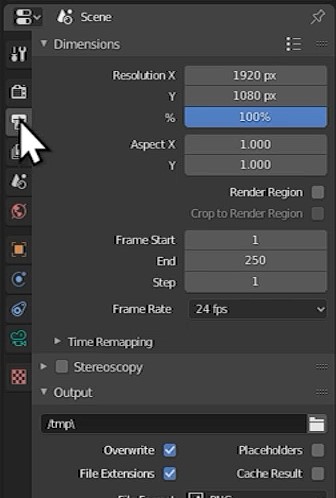 Scene
Dimensions
Resolution X 1920 px
Y 1080 px
% 100%
Aspect X 1.000
Y 1.000
Render Region
Crop to Render Region
Frame Start 1
End 250
Step 1
Frame Rate 24 fps
Time Remapping
Stereoscopy
Output
/tmp\
Overwrite Placeholders
File Extensions Cache Result